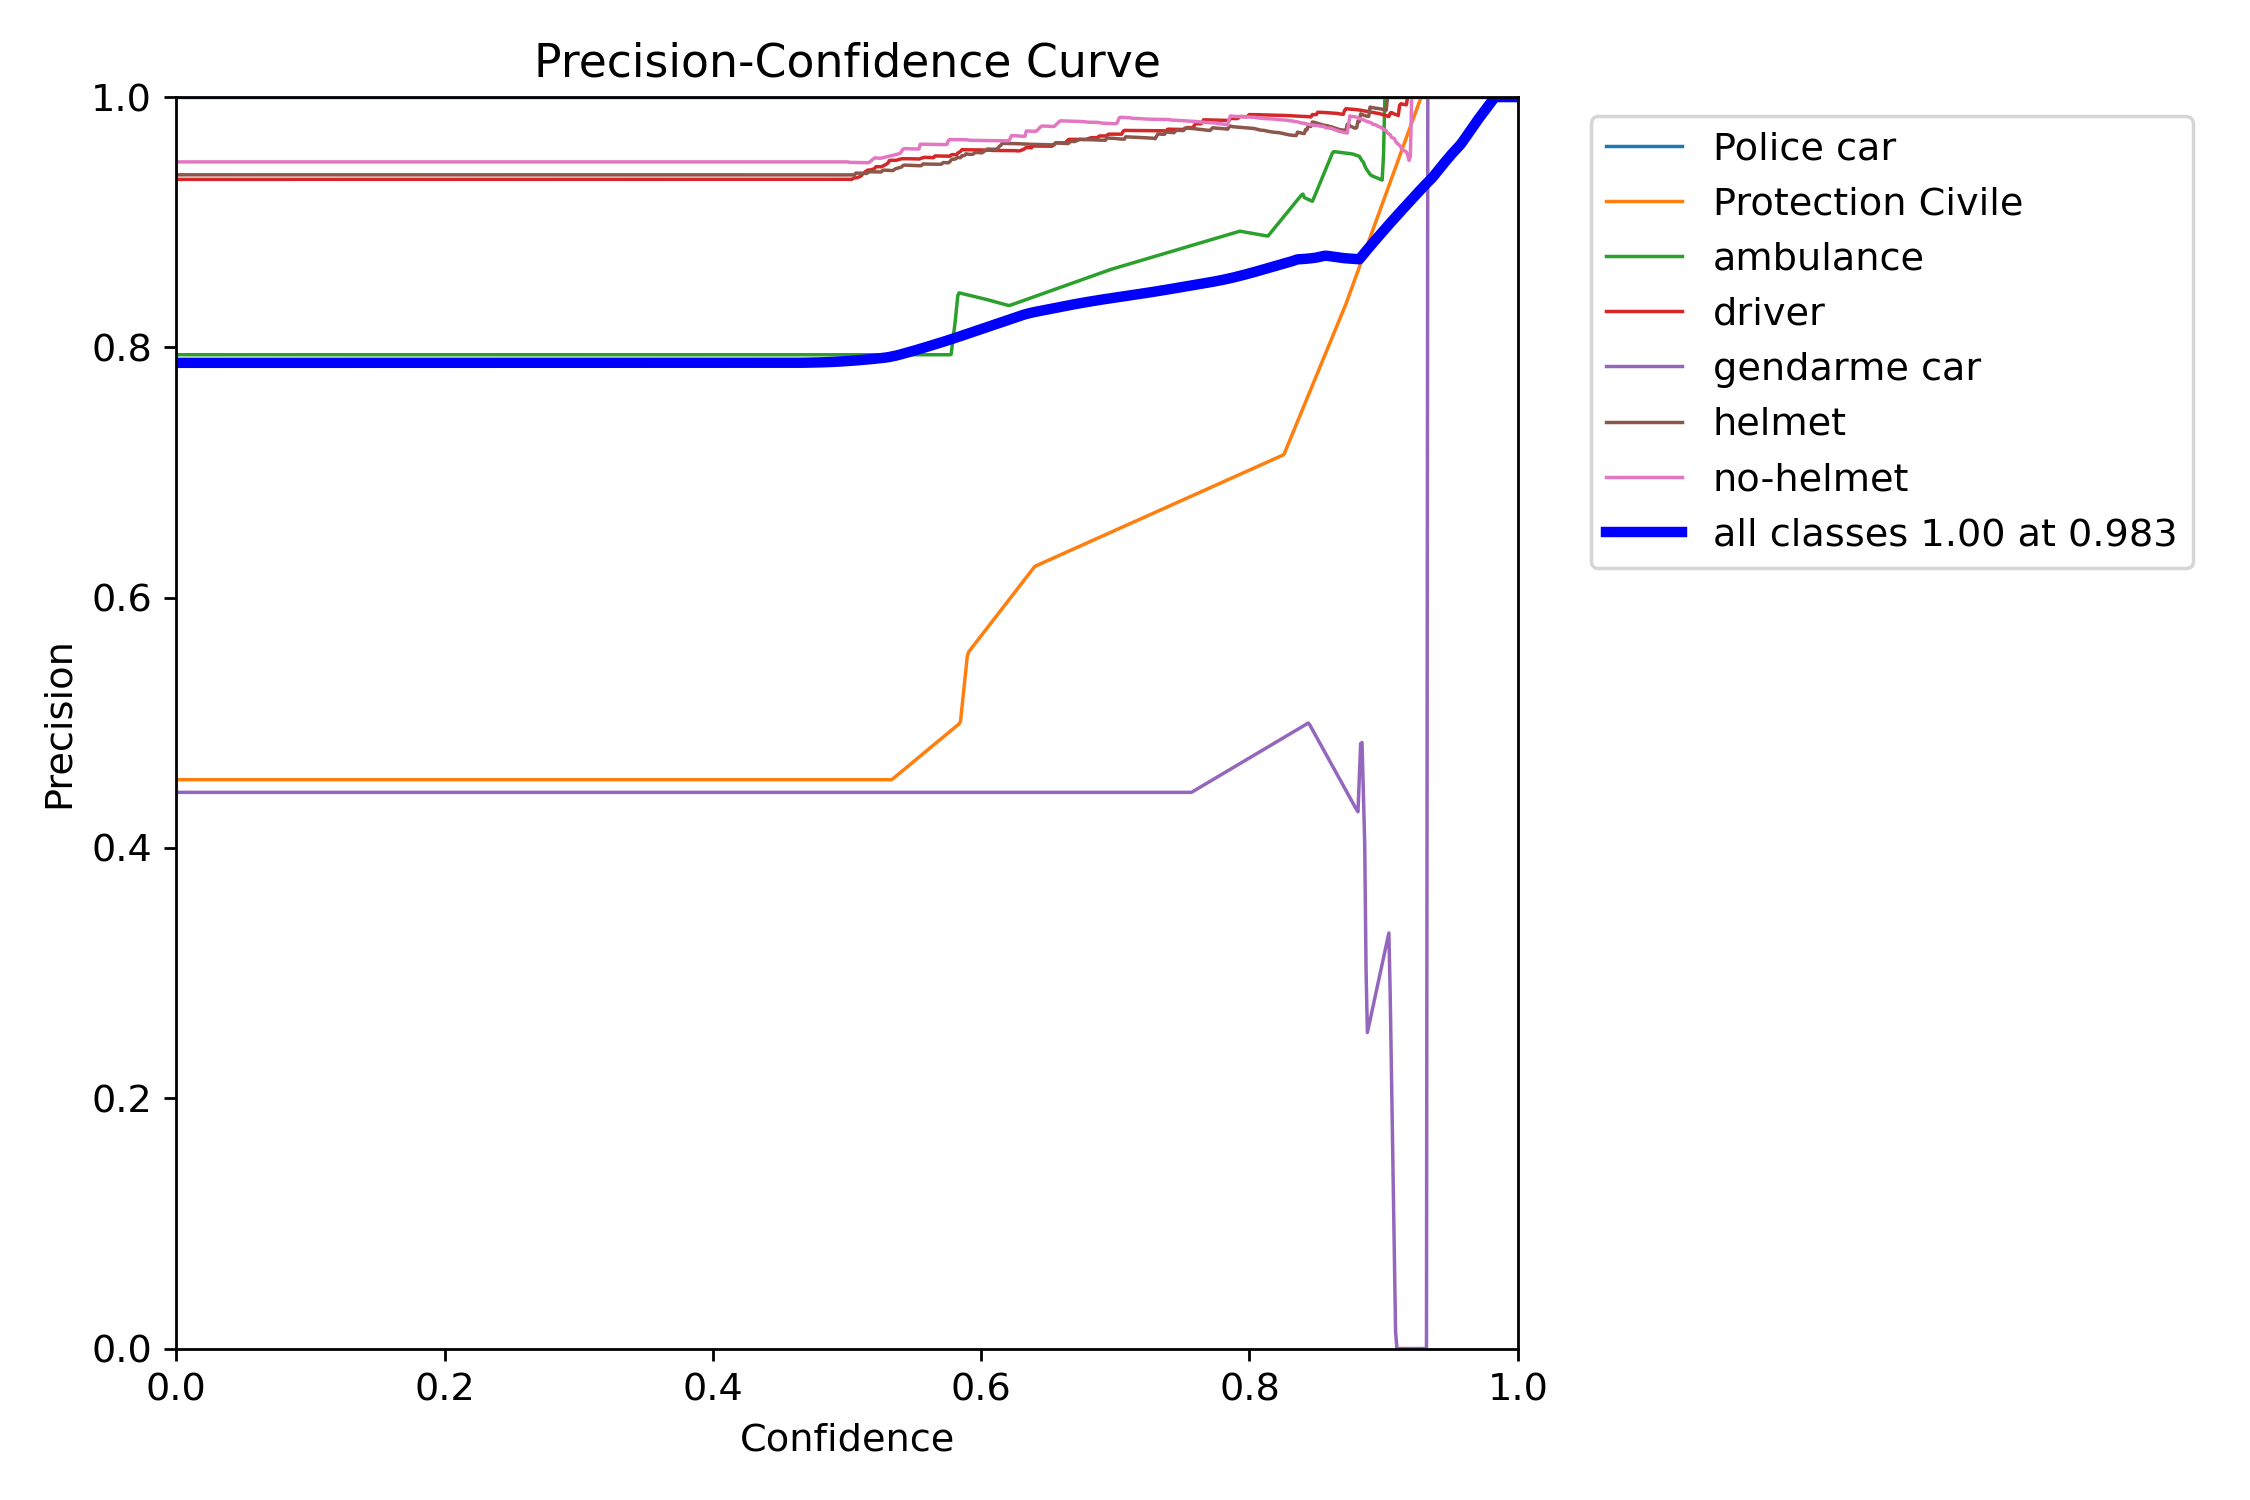 Precision-Confidence Curve
1.0
0.8
0.6
0.4
0.2
0.0
Precision
0.0 0.2 0.4 0.6 0.8 1.0
Confidence
Police car
Protection Civile
ambulance
driver
gendarme car
helmet
no-helmet
all classes 1.00 at 0.983